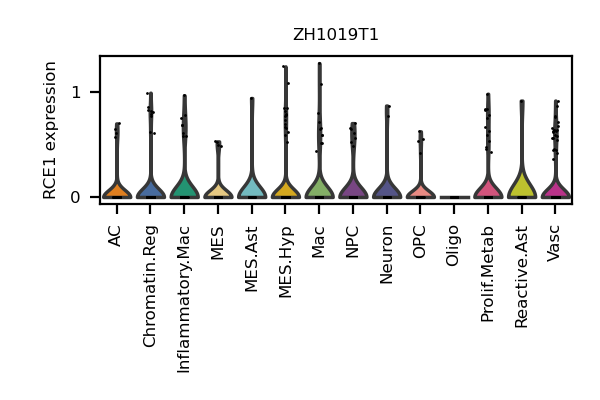 ZH1019T1
RCE1 expression
1
0
AC
Chromatin.Reg
Inflammatory.Mac
MES
MES.Ast
MES.Hyp
Mac
NPC
Neuron
OPC
Oligo
Prolif.Metab
Reactive.Ast
Vasc